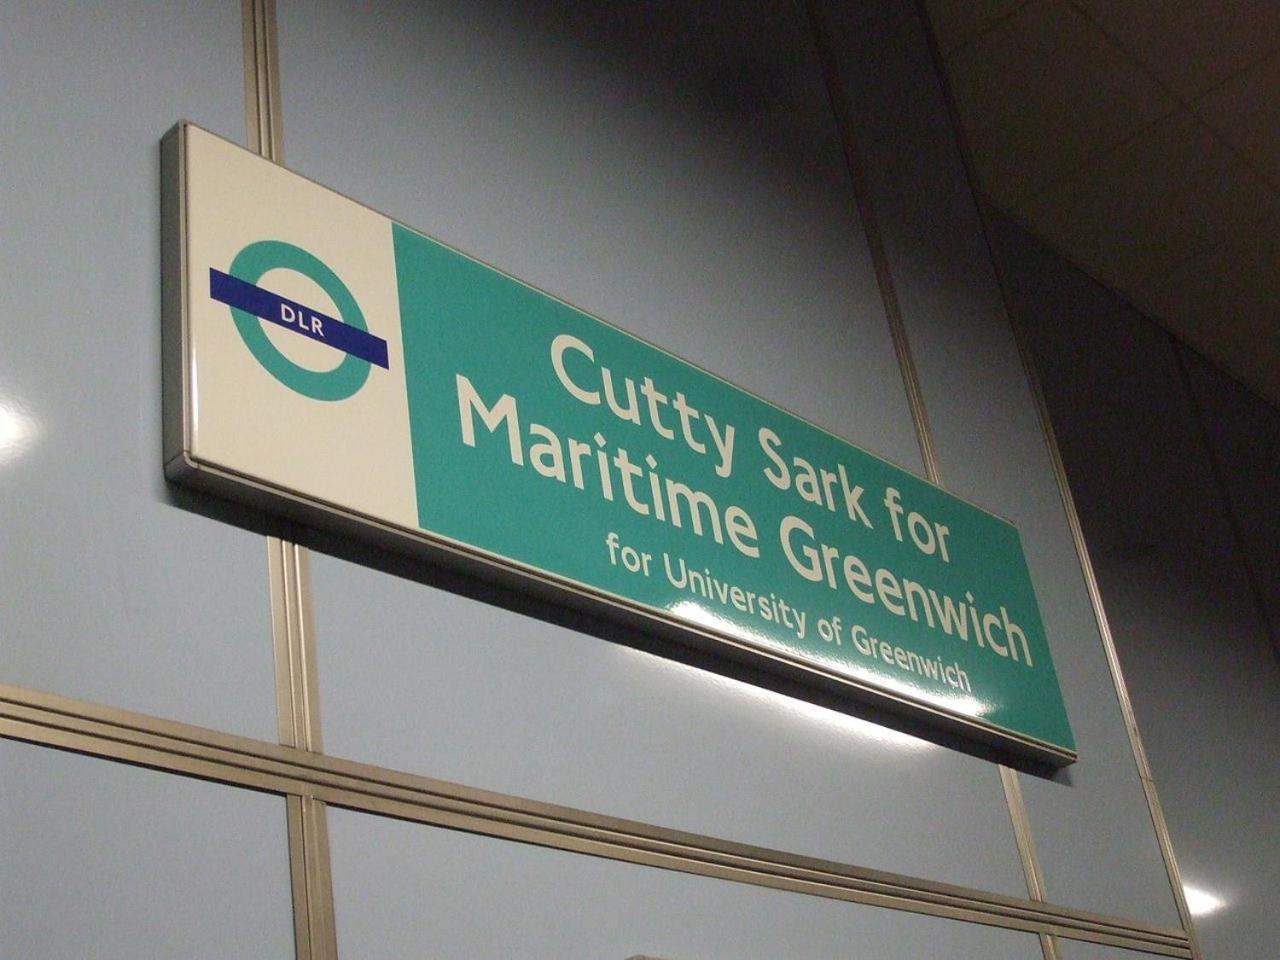 DLR
Cutty Sark for
Maritime Greenwich
for University of Greenwich